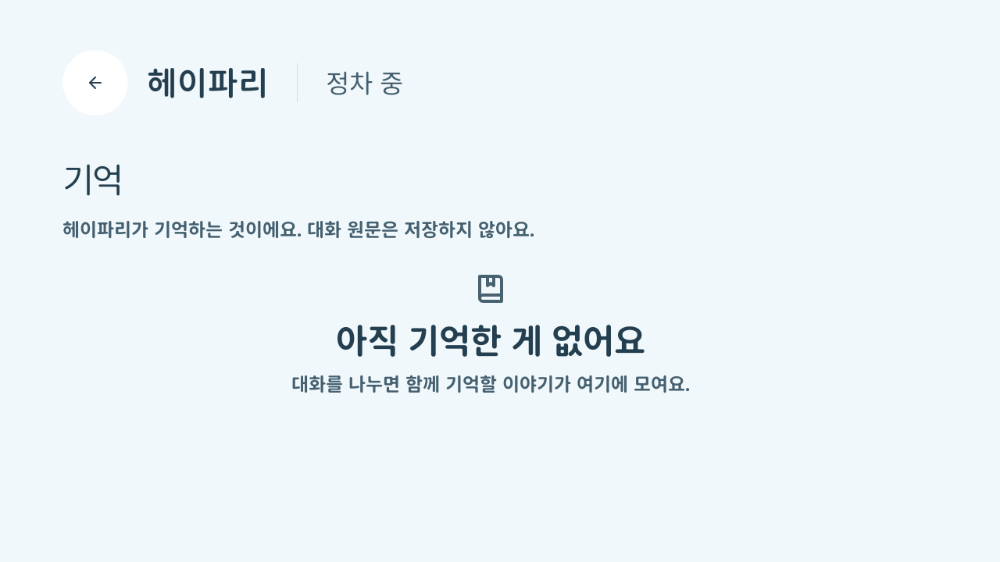 헤이파리
정차 중
기억
헤이파리가 기억하는 것이에요. 대화 원문은 저장하지 않아요.
아직 기억한 게 없어요
대화를 나누면 함께 기억할 이야기가 여기에 모여요.